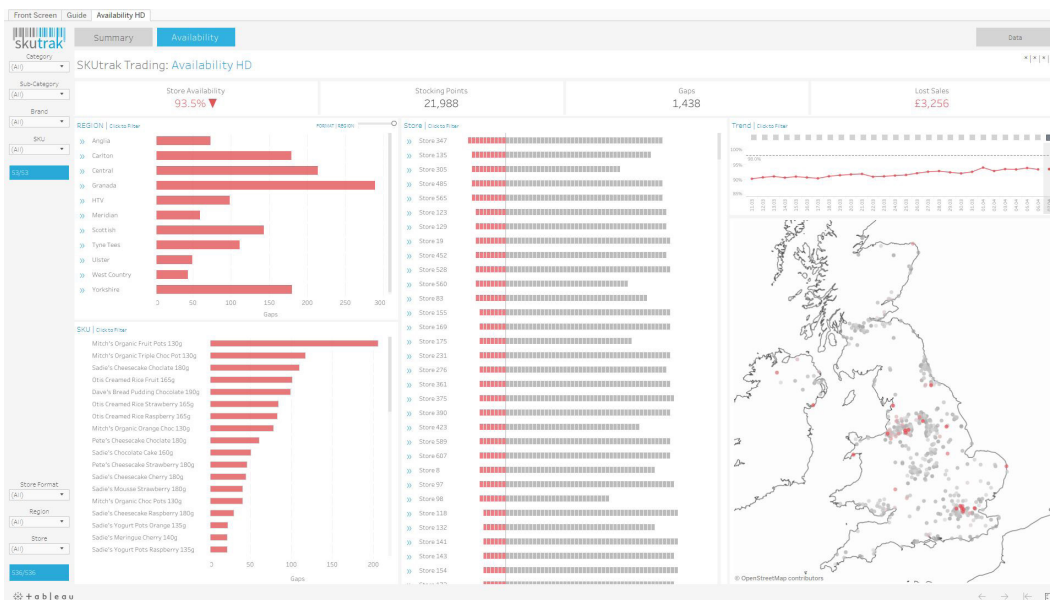 Front Screen Guide Availability HD
skutrak
Summary Availability Data
Category
(All)
Sub-Category
(All)
Brand
(All)
SKU
(All)
53/53
Store Format
(All)
Region
(All)
Store
(All)
536/536
SKUtrak Trading: Availability HD
Store Availability
93.5% ▼
Stocking Points
21,988
Gaps
1,438
Lost Sales
£3,256
REGION | Click to Filter
FORMAT | REGION
Anglia
Carlton
Central
Granada
HTV
Meridian
Scottish
Tyne Tees
Ulster
West Country
Yorkshire
0 50 100 150 200 250 300
Gaps
SKU | Click to Filter
Mitch's Organic Fruit Pots 130g
Mitch's Organic Triple Choc Pot 130g
Sadie's Cheesecake Choclate 180g
Otis Creamed Rice Fruit 165g
Dave's Bread Pudding Chocolate 190g
Otis Creamed Rice Strawberry 165g
Otis Creamed Rice Raspberry 165g
Mitch's Organic Orange Choc 130g
Pete's Cheesecake Choclate 180g
Sadie's Chocolate Cake 160g
Pete's Cheesecake Strawberry 180g
Sadie's Cheesecake Cherry 180g
Sadie's Mousse Strawberry 180g
Mitch's Organic Choc Pots 130g
Sadie's Cheesecake Raspberry 180g
Sadie's Yogurt Pots Orange 135g
Sadie's Meringue Cherry 140g
Sadie's Yogurt Pots Raspberry 135g
0 50 100 150 200
Gaps
Store | Click to Filter
Store 347
Store 135
Store 305
Store 485
Store 565
Store 123
Store 129
Store 19
Store 452
Store 528
Store 560
Store 83
Store 155
Store 169
Store 175
Store 231
Store 276
Store 361
Store 375
Store 390
Store 423
Store 589
Store 607
Store 8
Store 97
Store 98
Store 118
Store 132
Store 141
Store 143
Store 154
Trend | Click to Filter
100%
95%
90%
© OpenStreetMap contributors
+ a b l e a u